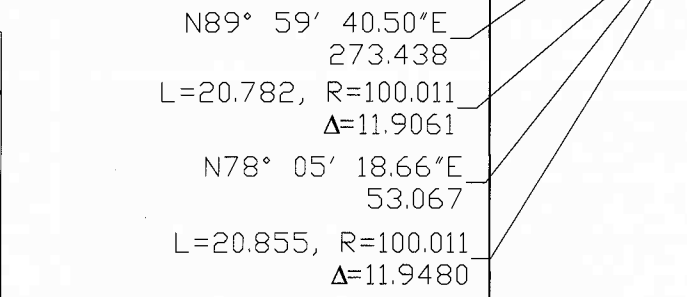 N89° 59′ 40.50″E
273.438
L=20.782, R=100.011
Δ=11.9061
N78° 05′ 18.66″E
53.067
L=20.855, R=100.011
Δ=11.9480